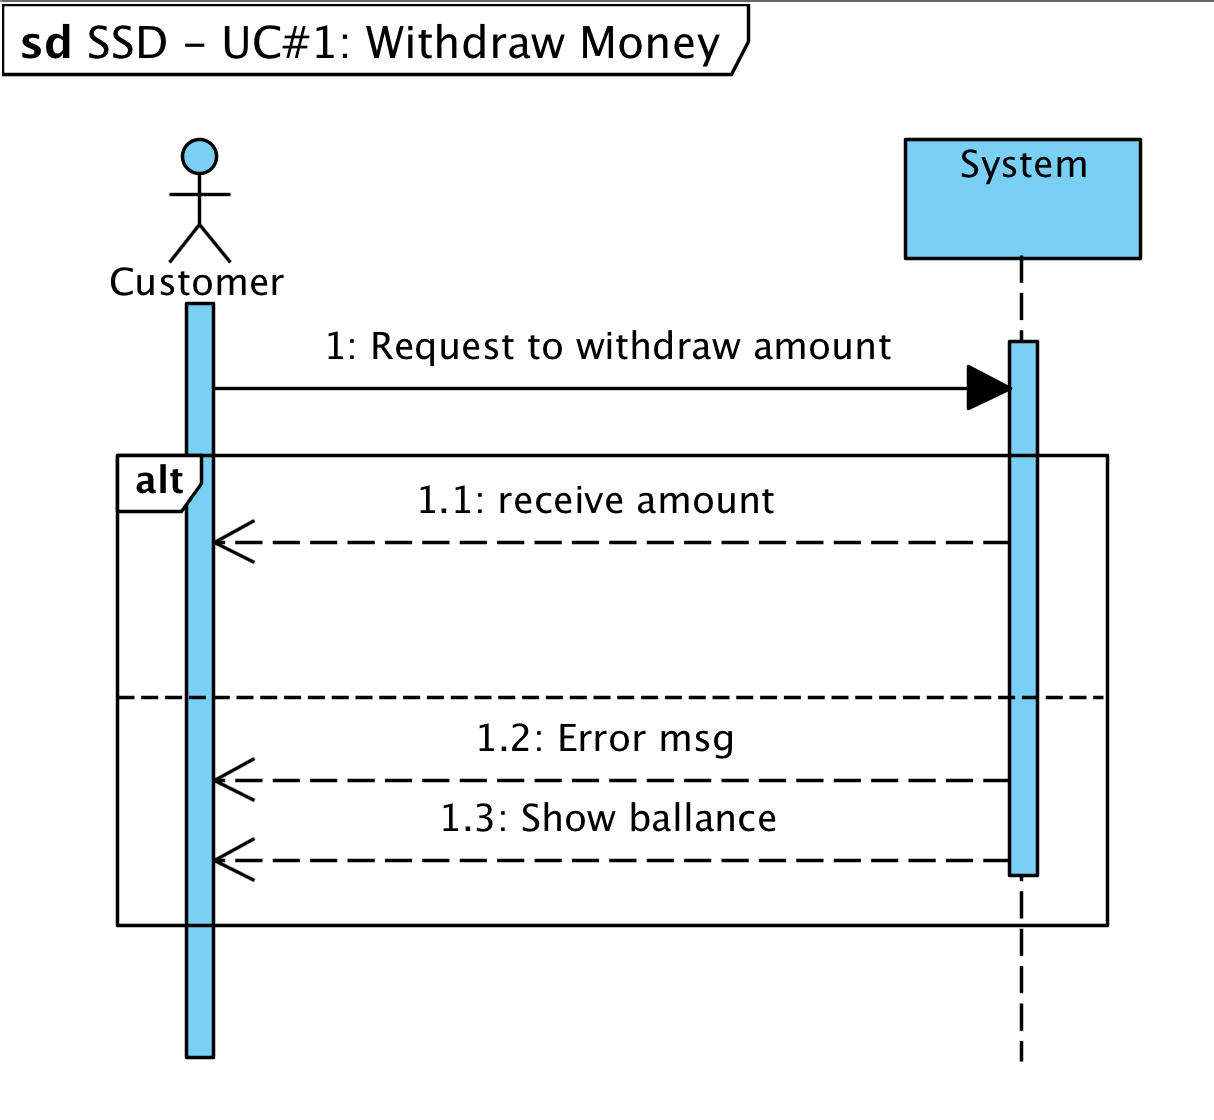 sd SSD – UC#1: Withdraw Money
System
Customer
1: Request to withdraw amount
alt
1.1: receive amount
1.2: Error msg
1.3: Show ballance